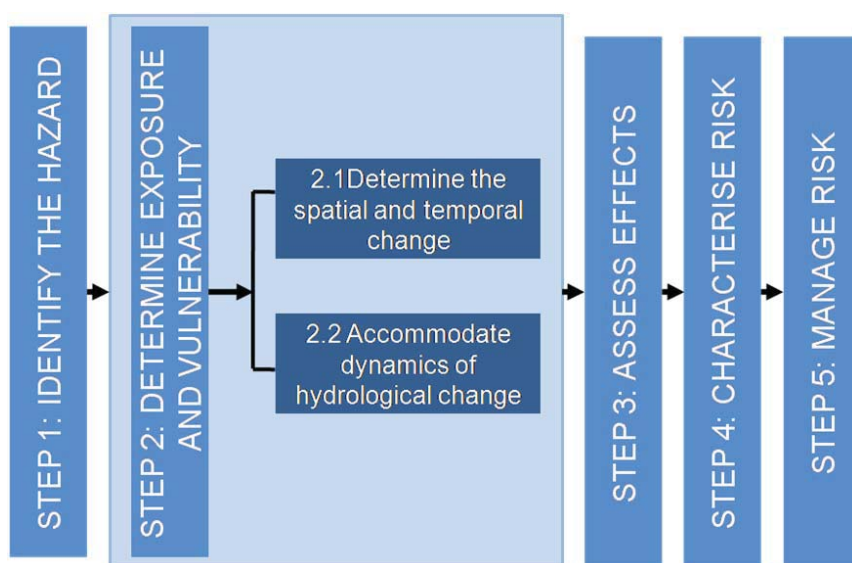 STEP 1: IDENTIFY THE HAZARD
STEP 2: DETERMINE EXPOSURE
AND VULNERABILITY
2.1Determine the
spatial and temporal
change
2.2 Accommodate
dynamics of
hydrological change
STEP 3: ASSESS EFFECTS
STEP 4: CHARACTERISE RISK
STEP 5: MANAGE RISK